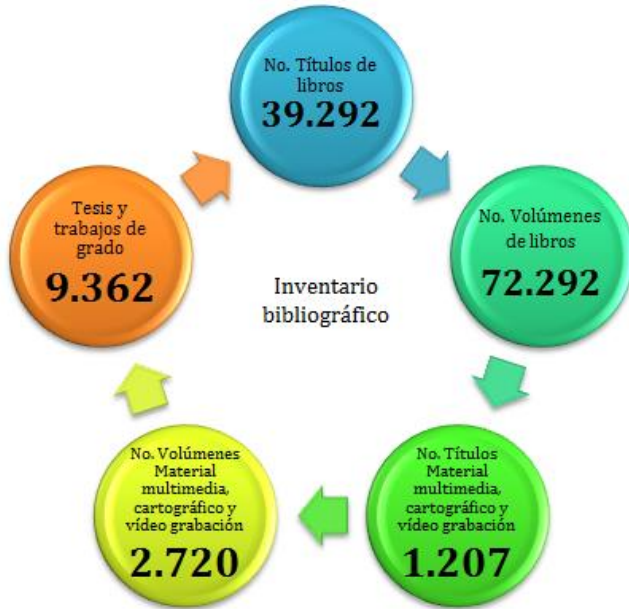 No. Títulos de
libros
39.292
No. Volúmenes
de libros
72.292
No. Títulos
Material
multimedia,
cartográfico y
vídeo grabación
1.207
No. Volúmenes
Material
multimedia,
cartográfico y
vídeo grabación
2.720
Tesis y
trabajos de
grado
9.362
Inventario
bibliográfico